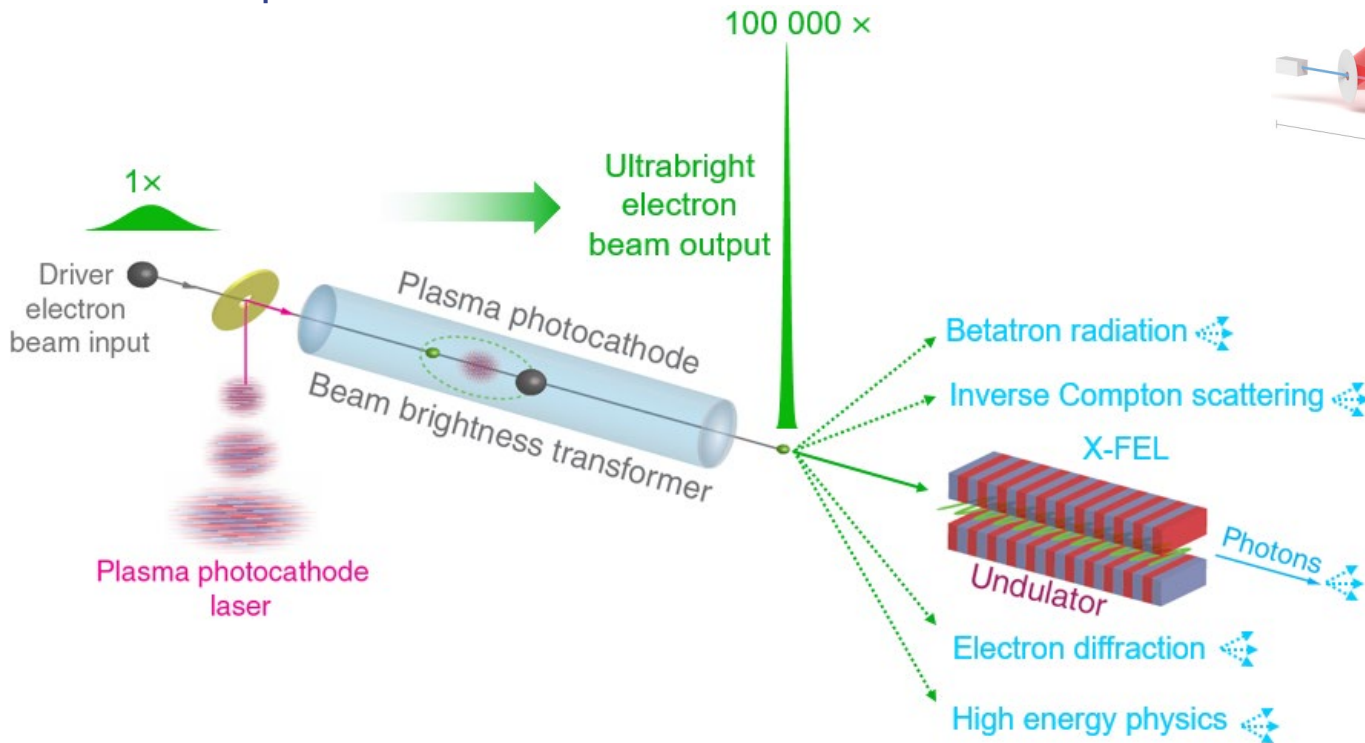 100 000 ×
1×
Ultrabright
electron
beam output
Driver
electron
beam input
Plasma photocathode
Beam brightness transformer
Plasma photocathode
laser
Betatron radiation
Inverse Compton scattering
X-FEL
Undulator
Photons
Electron diffraction
High energy physics